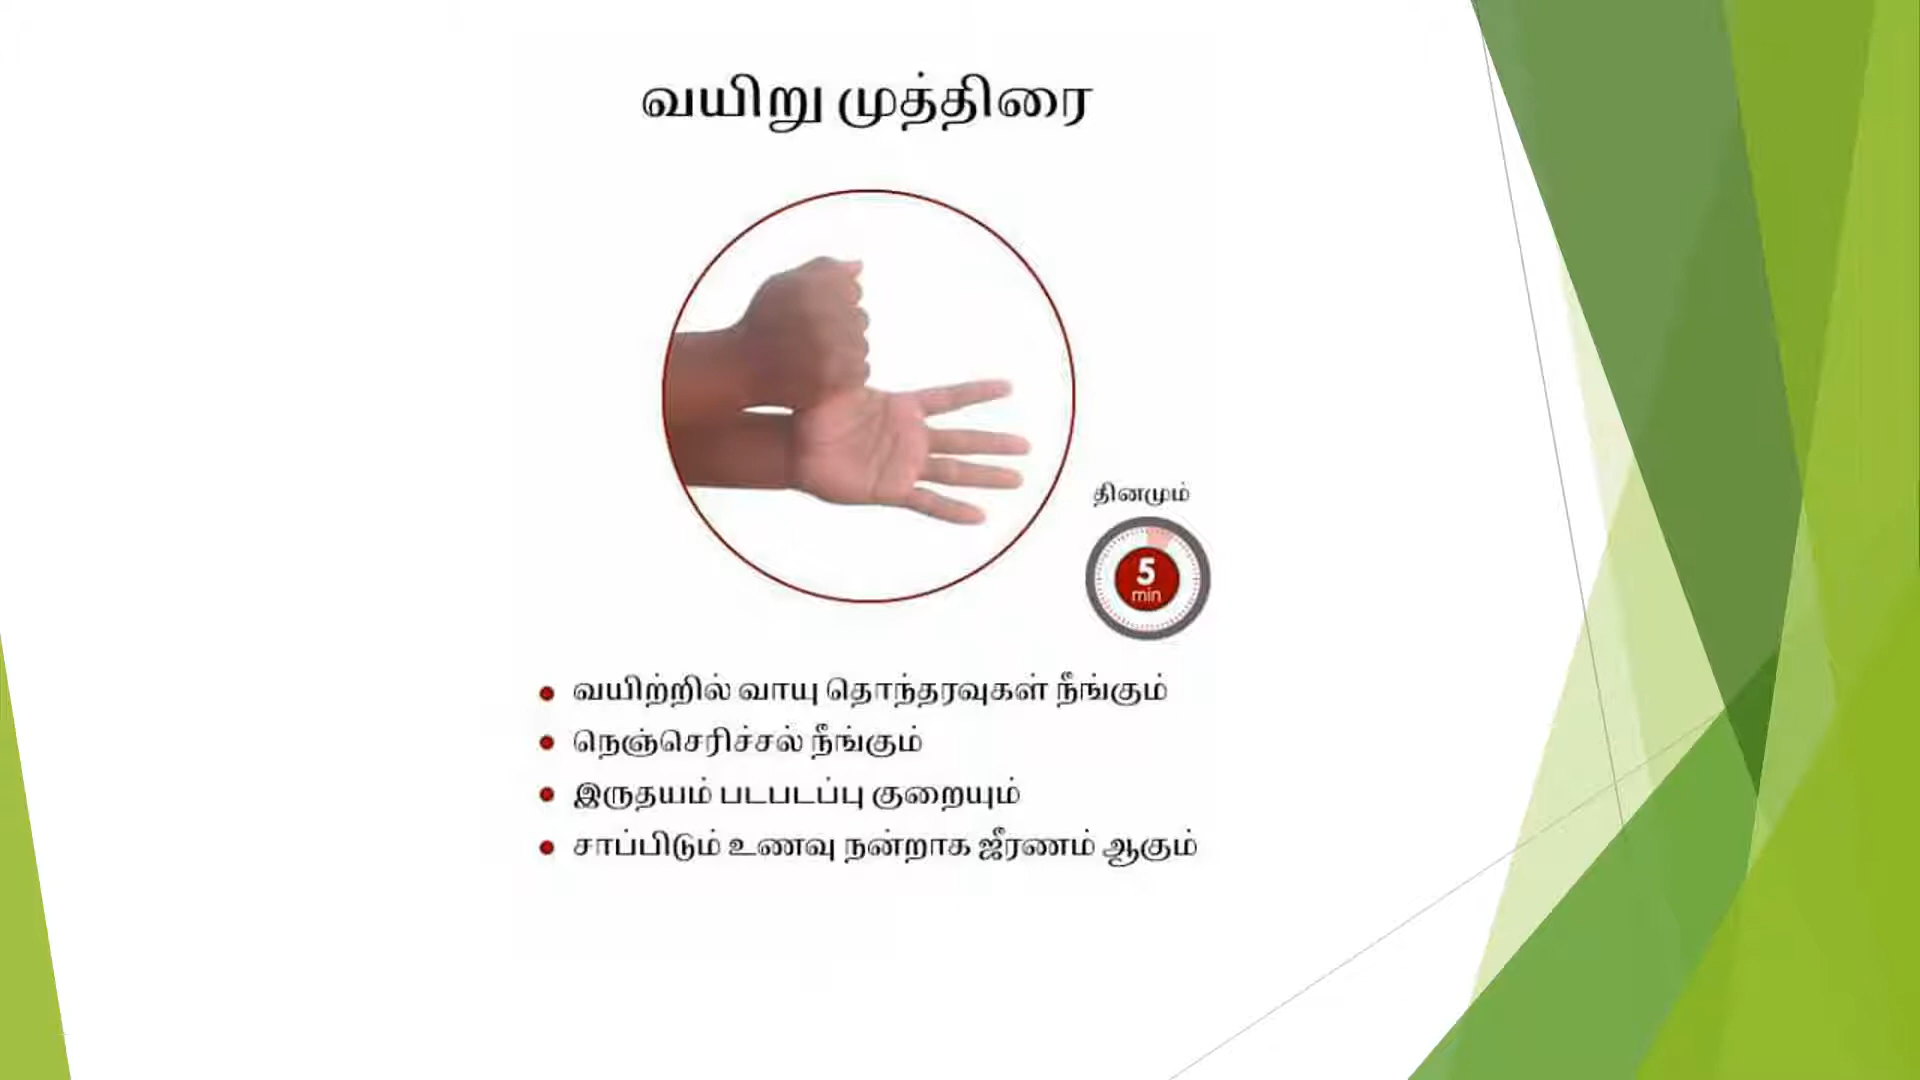 வயிறு முத்திரை
தினமும்
5
min
வயிற்றில் வாயு தொந்தரவுகள் நீங்கும்
நெஞ்செரிச்சல் நீங்கும்
இருதயம் படபடப்பு குறையும்
சாப்பிடும் உணவு நன்றாக ஜீரணம் ஆகும்